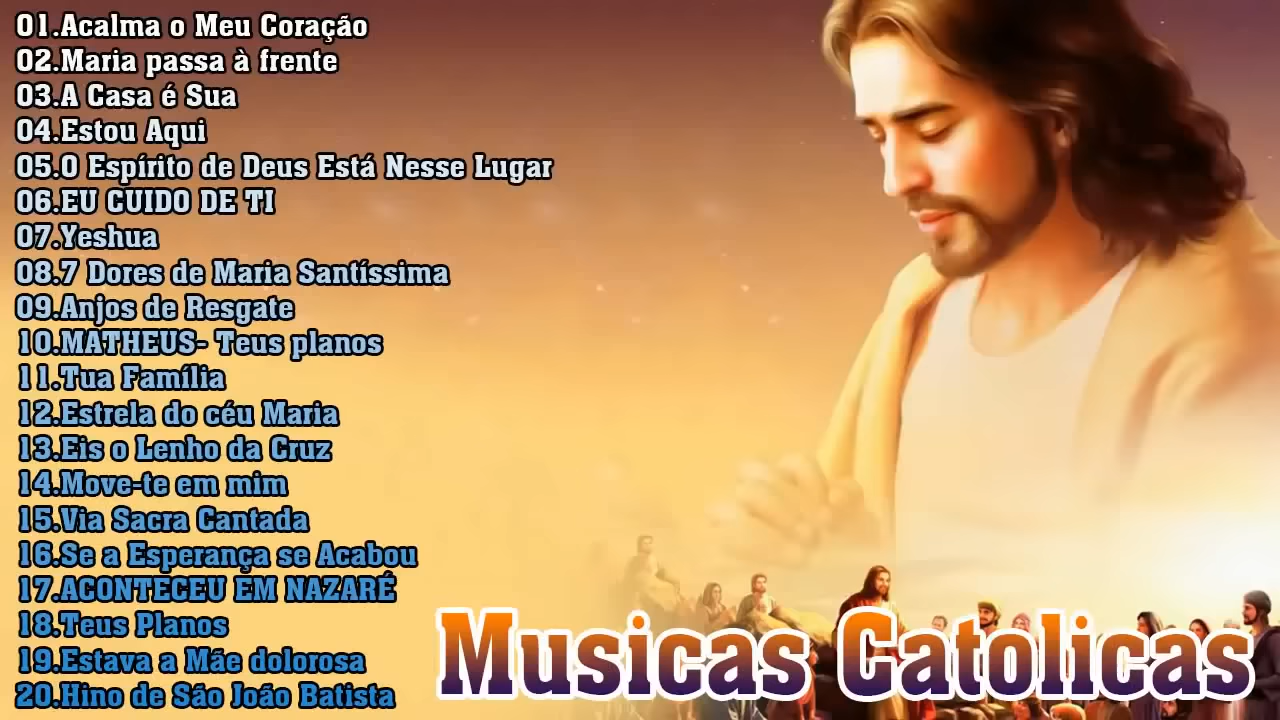 01.Acalma o Meu Coração
02.Maria passa à frente
03.A Casa é Sua
04.Estou Aqui
05.O Espírito de Deus Está Nesse Lugar
06.EU CUIDO DE TI
07.Yeshua
08.7 Dores de Maria Santíssima
09.Anjos de Resgate
10.MATHEUS- Teus planos
11.Tua Família
12.Estrela do céu Maria
13.Eis o Lenho da Cruz
14.Move-te em mim
15.Via Sacra Cantada
16.Se a Esperança se Acabou
17.ACONTECEU EM NAZARÉ
18.Teus Planos
19.Estava a Mãe dolorosa
20.Hino de São João Batista
Musicas Catolicas